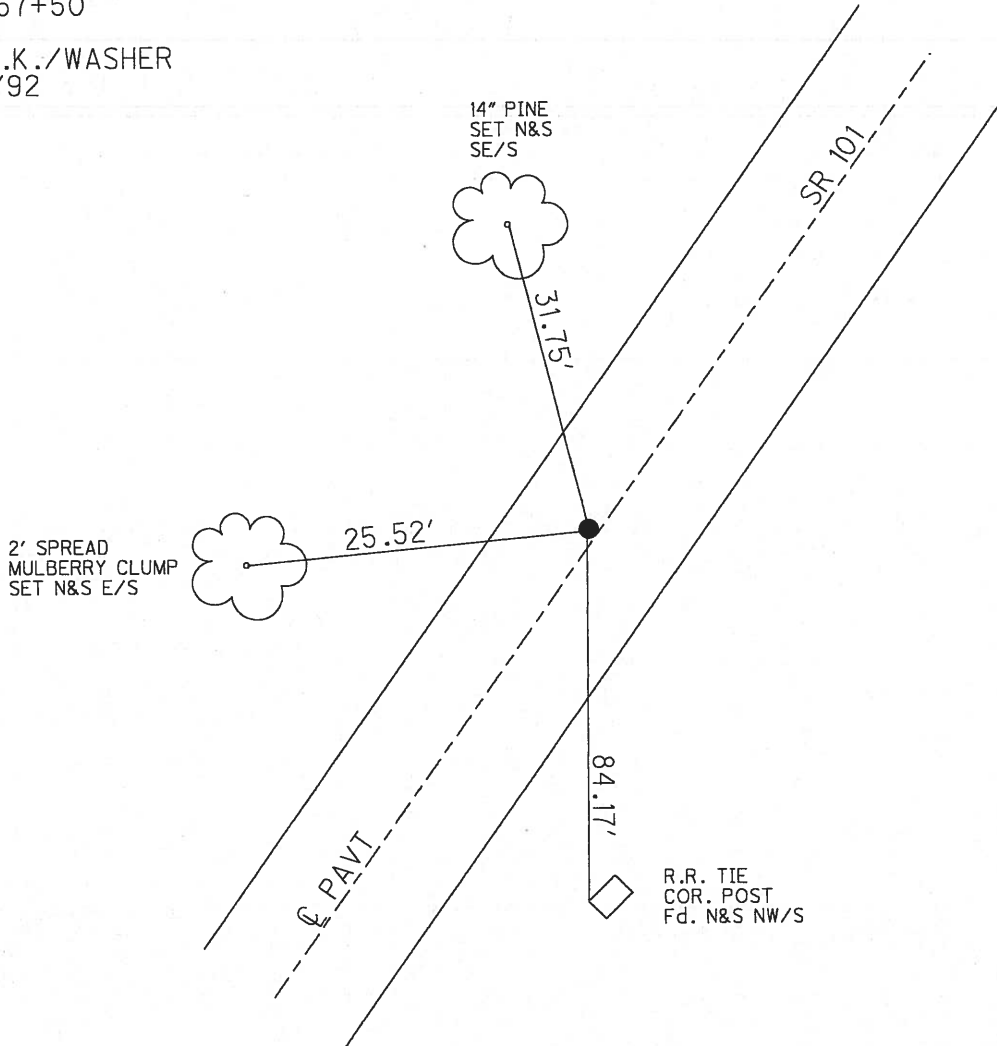 67+50
.K./WASHER
/92
14" PINE
SET N&S
SE/S
SR 101
31.75'
25.52'
2' SPREAD
MULBERRY CLUMP
SET N&S E/S
84.17'
℄ PAVT
R.R. TIE
COR. POST
Fd. N&S NW/S